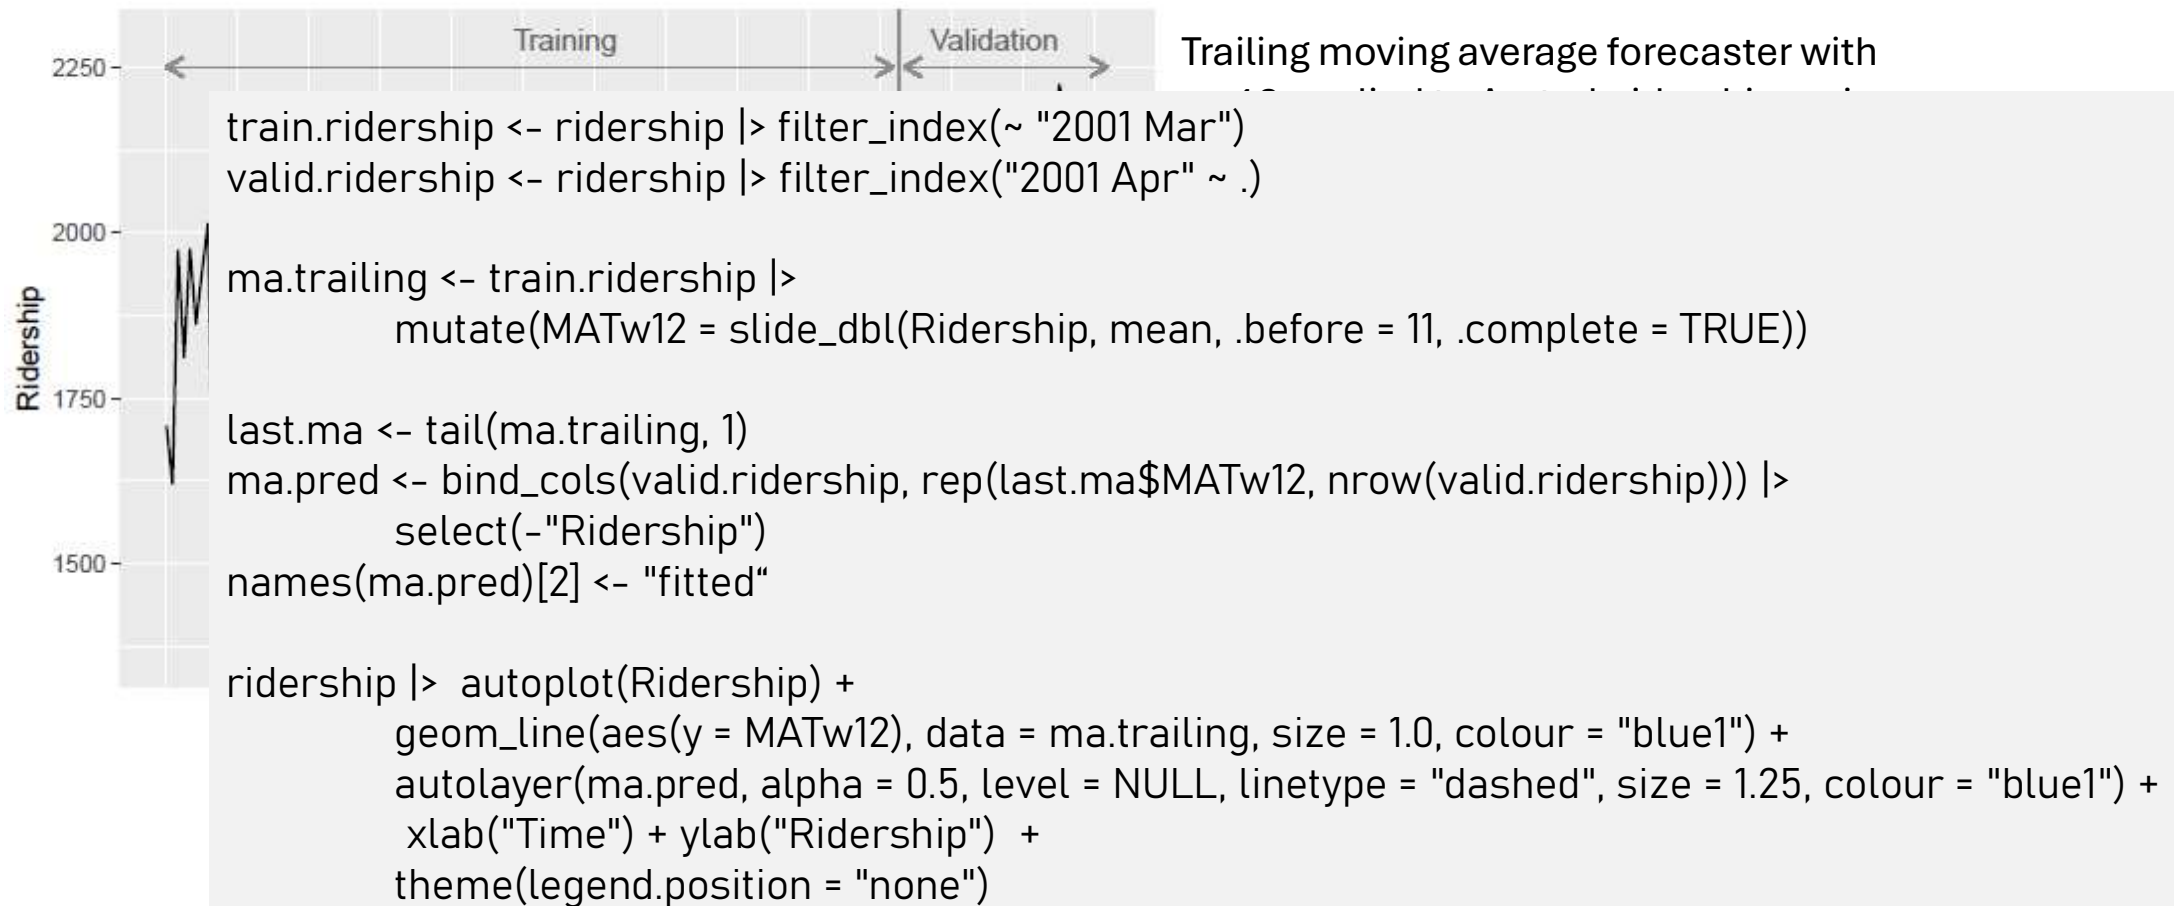 Training
Validation
2250
2000
1750
1500
Ridership
Trailing moving average forecaster with
train.ridership <- ridership |> filter_index(~ "2001 Mar")
valid.ridership <- ridership |> filter_index("2001 Apr" ~ .)
ma.trailing <- train.ridership |>
mutate(MATw12 = slide_dbl(Ridership, mean, .before = 11, .complete = TRUE))
last.ma <- tail(ma.trailing, 1)
ma.pred <- bind_cols(valid.ridership, rep(last.ma$MATw12, nrow(valid.ridership))) |>
select(-"Ridership")
names(ma.pred)[2] <- "fitted“
ridership |>  autoplot(Ridership) +
geom_line(aes(y = MATw12), data = ma.trailing, size = 1.0, colour = "blue1") +
autolayer(ma.pred, alpha = 0.5, level = NULL, linetype = "dashed", size = 1.25, colour = "blue1") +
xlab("Time") + ylab("Ridership")  +
theme(legend.position = "none")